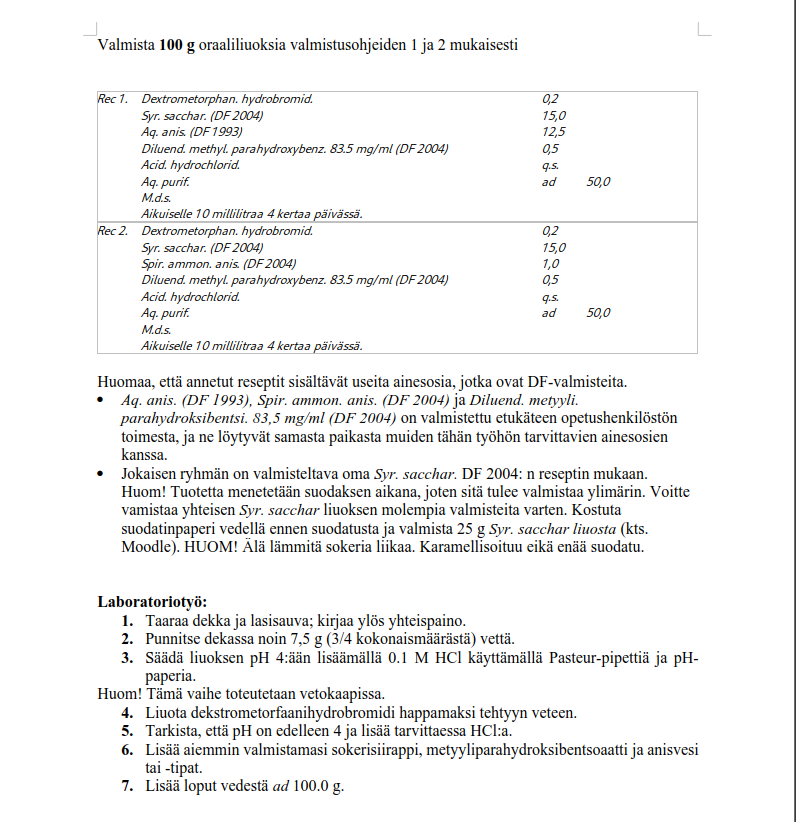 Valmista 100 g oraaliliuoksia valmistusohjeiden 1 ja 2 mukaisesti
Rec 1. Dextrometorphan. hydrobromid. 0,2
Syr. sacchar. (DF 2004) 15,0
Aq. anis. (DF 1993) 12,5
Diluend. methyl. parahydroxybenz. 83.5 mg/ml (DF 2004) 0,5
Acid. hydrochlorid. q.s.
Aq. purif. ad 50,0
M.d.s.
Aikuiselle 10 millilitraa 4 kertaa päivässä.
Rec 2. Dextrometorphan. hydrobromid. 0,2
Syr. sacchar. (DF 2004) 15,0
Spir. ammon. anis. (DF 2004) 1,0
Diluend. methyl. parahydroxybenz. 83.5 mg/ml (DF 2004) 0,5
Acid. hydrochlorid. q.s.
Aq. purif. ad 50,0
M.d.s.
Aikuiselle 10 millilitraa 4 kertaa päivässä.
Huomaa, että annetut reseptit sisältävät useita ainesosia, jotka ovat DF-valmisteita.
• Aq. anis. (DF 1993), Spir. ammon. anis. (DF 2004) ja Diluend. metyyli.
parahydroksibentsi. 83,5 mg/ml (DF 2004) on valmistettu etukäteen opetushenkilöstön
toimesta, ja ne löytyvät samasta paikasta muiden tähän työhön tarvittavien ainesosien
kanssa.
• Jokaisen ryhmän on valmisteltava oma Syr. sacchar. DF 2004: n reseptin mukaan.
Huom! Tuotetta menetetään suodaksen aikana, joten sitä tulee valmistaa ylimärin. Voitte
vamistaa yhteisen Syr. sacchar liuoksen molempia valmisteita varten. Kostuta
suodatinpaperi vedellä ennen suodatusta ja valmista 25 g Syr. sacchar liuosta (kts.
Moodle). HUOM! Älä lämmitä sokeria liikaa. Karamellisoituu eikä enää suodatu.
Laboratoriotyö:
1. Taaraa dekka ja lasisauva; kirjaa ylös yhteispaino.
2. Punnitse dekassa noin 7,5 g (3/4 kokonaismäärästä) vettä.
3. Säädä liuoksen pH 4:ään lisäämällä 0.1 M HCl käyttämällä Pasteur-pipettiä ja pH-
paperia.
Huom! Tämä vaihe toteutetaan vetokaapissa.
4. Liuota dekstrometorfaanihydrobromidi happamaksi tehtyyn veteen.
5. Tarkista, että pH on edelleen 4 ja lisää tarvittaessa HCl:a.
6. Lisää aiemmin valmistamasi sokerisiirappi, metyyliparahydroksibentsoaatti ja anisvesi
tai -tipat.
7. Lisää loput vedestä ad 100.0 g.